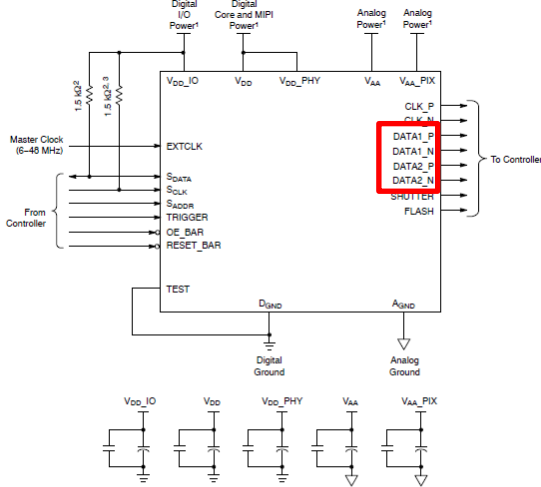 Digital
I/O
Power1
Digital
Core and MIPI
Power1
Analog
Power1
Analog
Power1
VDD_IO
VDD
VDD_PHY
VAA
VAA_PIX
1.5 kΩ2
1.5 kΩ2, 3
Master Clock
(6–48 MHz)
EXTCLK
SDATA
SCLK
SADDR
TRIGGER
OE_BAR
RESET_BAR
From
Controller
TEST
CLK_P
CLK_N
DATA1_P
DATA1_N
DATA2_P
DATA2_N
SHUTTER
FLASH
To Controller
DGND
AGND
Digital
Ground
Analog
Ground
VDD_IO
VDD
VDD_PHY
VAA
VAA_PIX